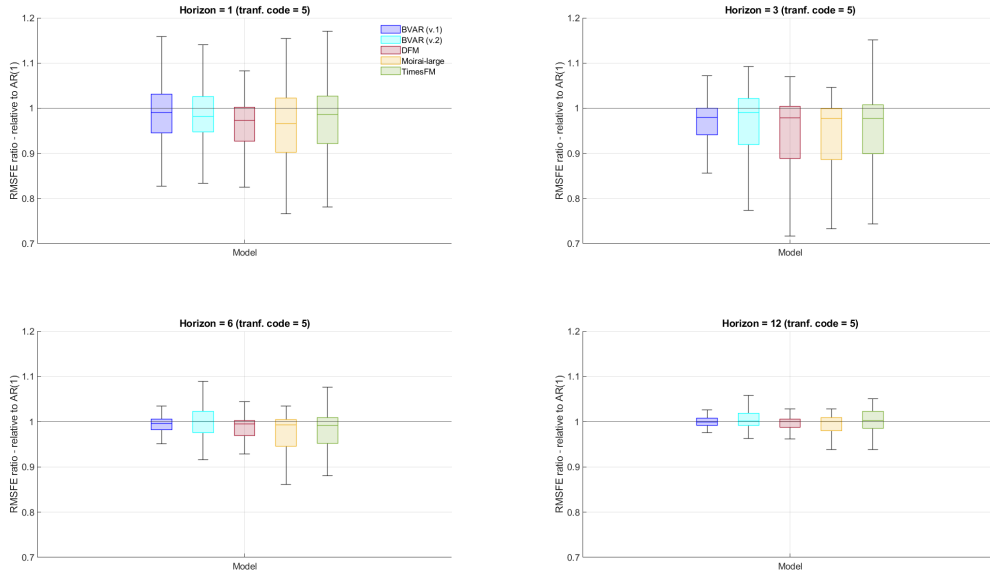 Horizon = 1 (tranf. code = 5)
1.2
1.1
1
0.9
0.8
0.7
RMSFE ratio - relative to AR(1)
Model
BVAR (v.1)
BVAR (v.2)
DFM
Moirai-large
TimesFM
Horizon = 3 (tranf. code = 5)
1.2
1.1
1
0.9
0.8
0.7
RMSFE ratio - relative to AR(1)
Model
Horizon = 6 (tranf. code = 5)
1.2
1.1
1
0.9
0.8
0.7
RMSFE ratio - relative to AR(1)
Model
Horizon = 12 (tranf. code = 5)
1.2
1.1
1
0.9
0.8
0.7
RMSFE ratio - relative to AR(1)
Model